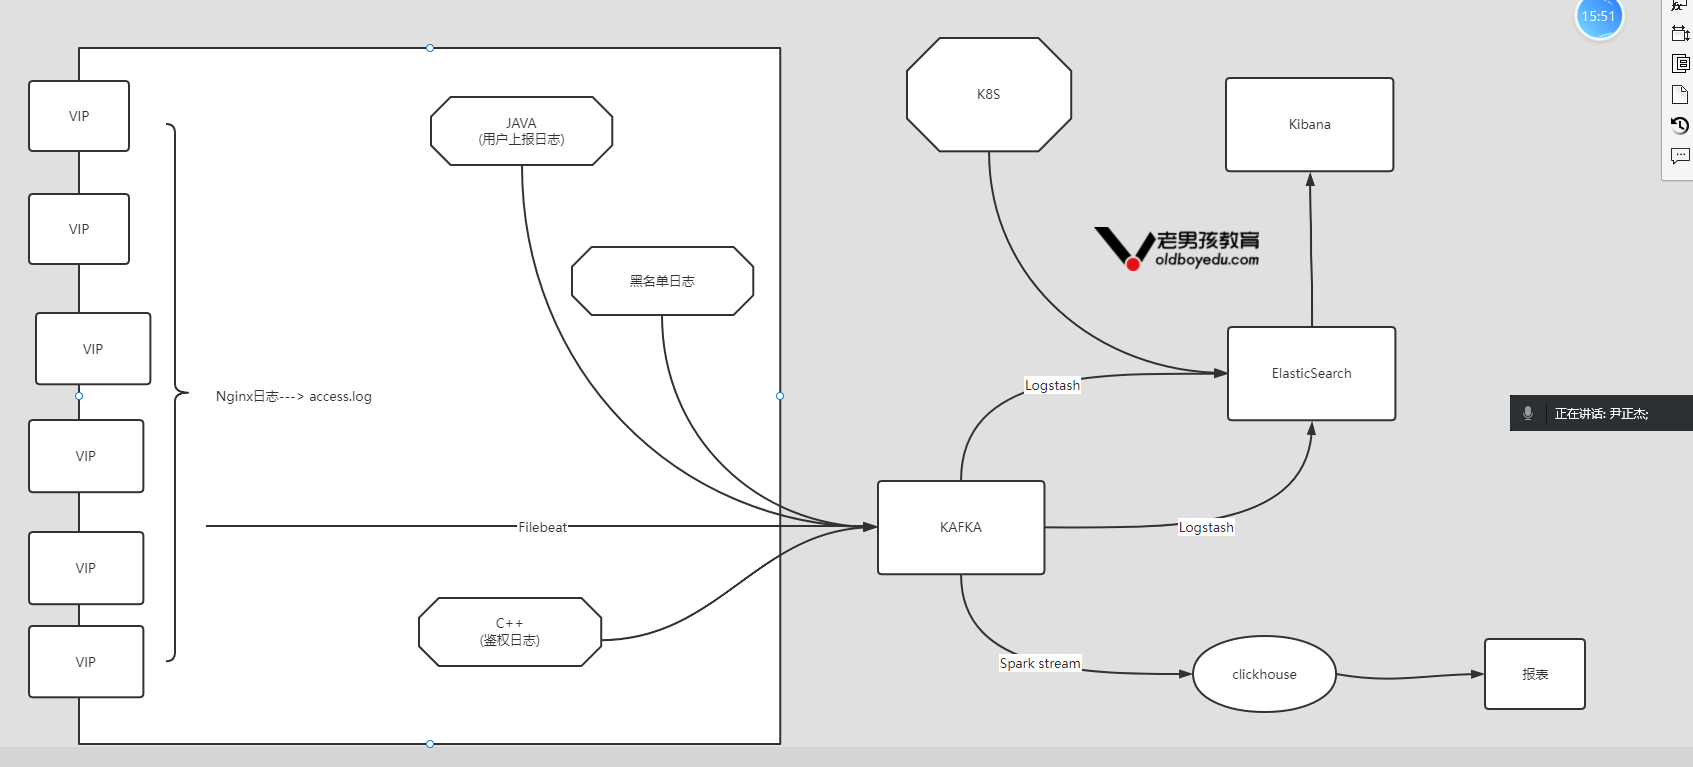 15:51
VIP
VIP
VIP
VIP
VIP
VIP
Nginx日志---> access.log
JAVA
(用户上报日志)
黑名单日志
Filebeat
C++
(鉴权日志)
K8S
Kibana
老男孩教育
oldboyedu.com
Logstash
ElasticSearch
正在讲话: 尹正杰;
KAFKA
Logstash
Spark stream
clickhouse
报表